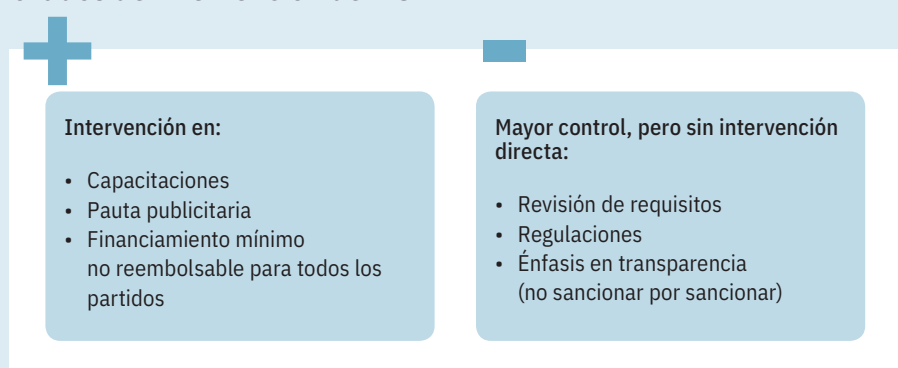 Intervención en:
• Capacitaciones
• Pauta publicitaria
• Financiamiento mínimo
no reembolsable para todos los
partidos
Mayor control, pero sin intervención
directa:
• Revisión de requisitos
• Regulaciones
• Énfasis en transparencia
(no sancionar por sancionar)